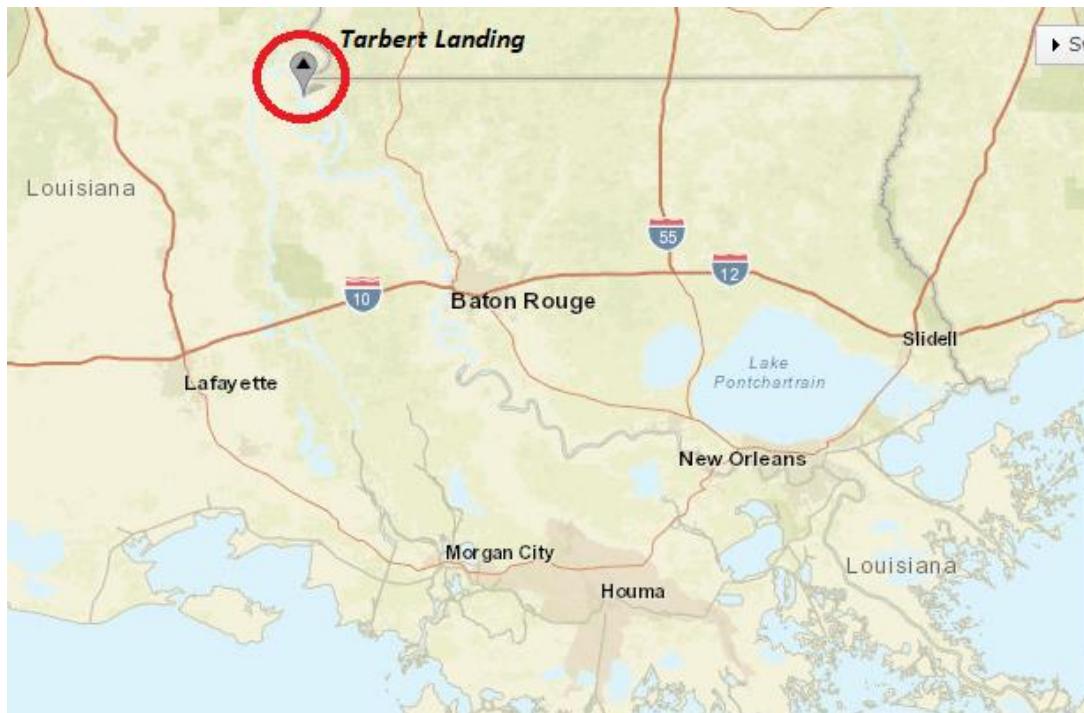 Tarbert Landing
Louisiana
55
12
10
Baton Rouge
Slidell
Lake
Pontchartrain
Lafayette
New Orleans
Morgan City
Louisiana
Houma